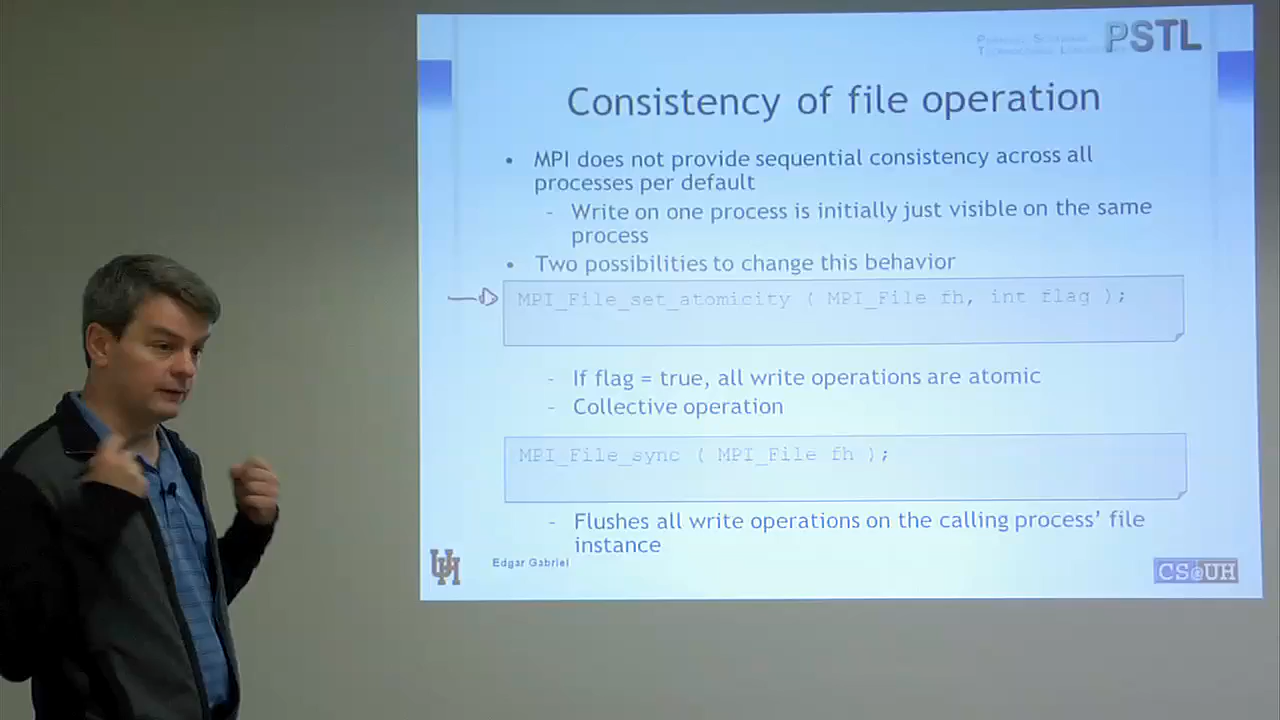 PSTL
Consistency of file operation
• MPI does not provide sequential consistency across all
processes per default
- Write on one process is initially just visible on the same
process
• Two possibilities to change this behavior
MPI_File_set_atomicity ( MPI_File fh, int flag );
- If flag = true, all write operations are atomic
- Collective operation
MPI_File_sync ( MPI_File fh );
- Flushes all write operations on the calling process’ file
instance
UH
Edgar Gabriel
CS@UH